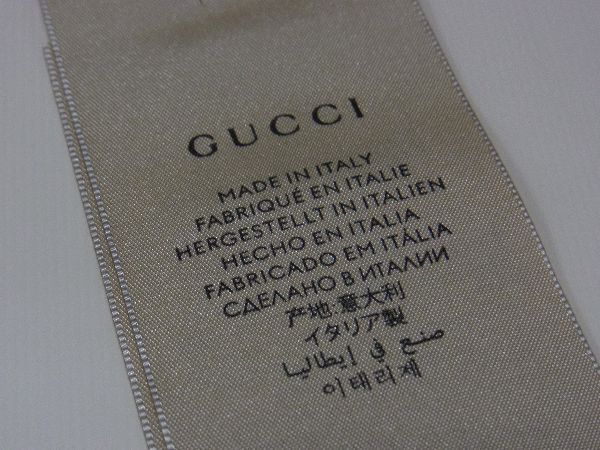 GUCCI
MADE IN ITALY
FABRIQUÉ EN ITALIE
HERGESTELLT IN ITALIEN
HECHO EN ITALIA
FABRICADO EM ITÁLIA
СДЕЛАНО В ИТАЛИИ
产地:意大利
イタリア製
صنع في إيطاليا
이태리제